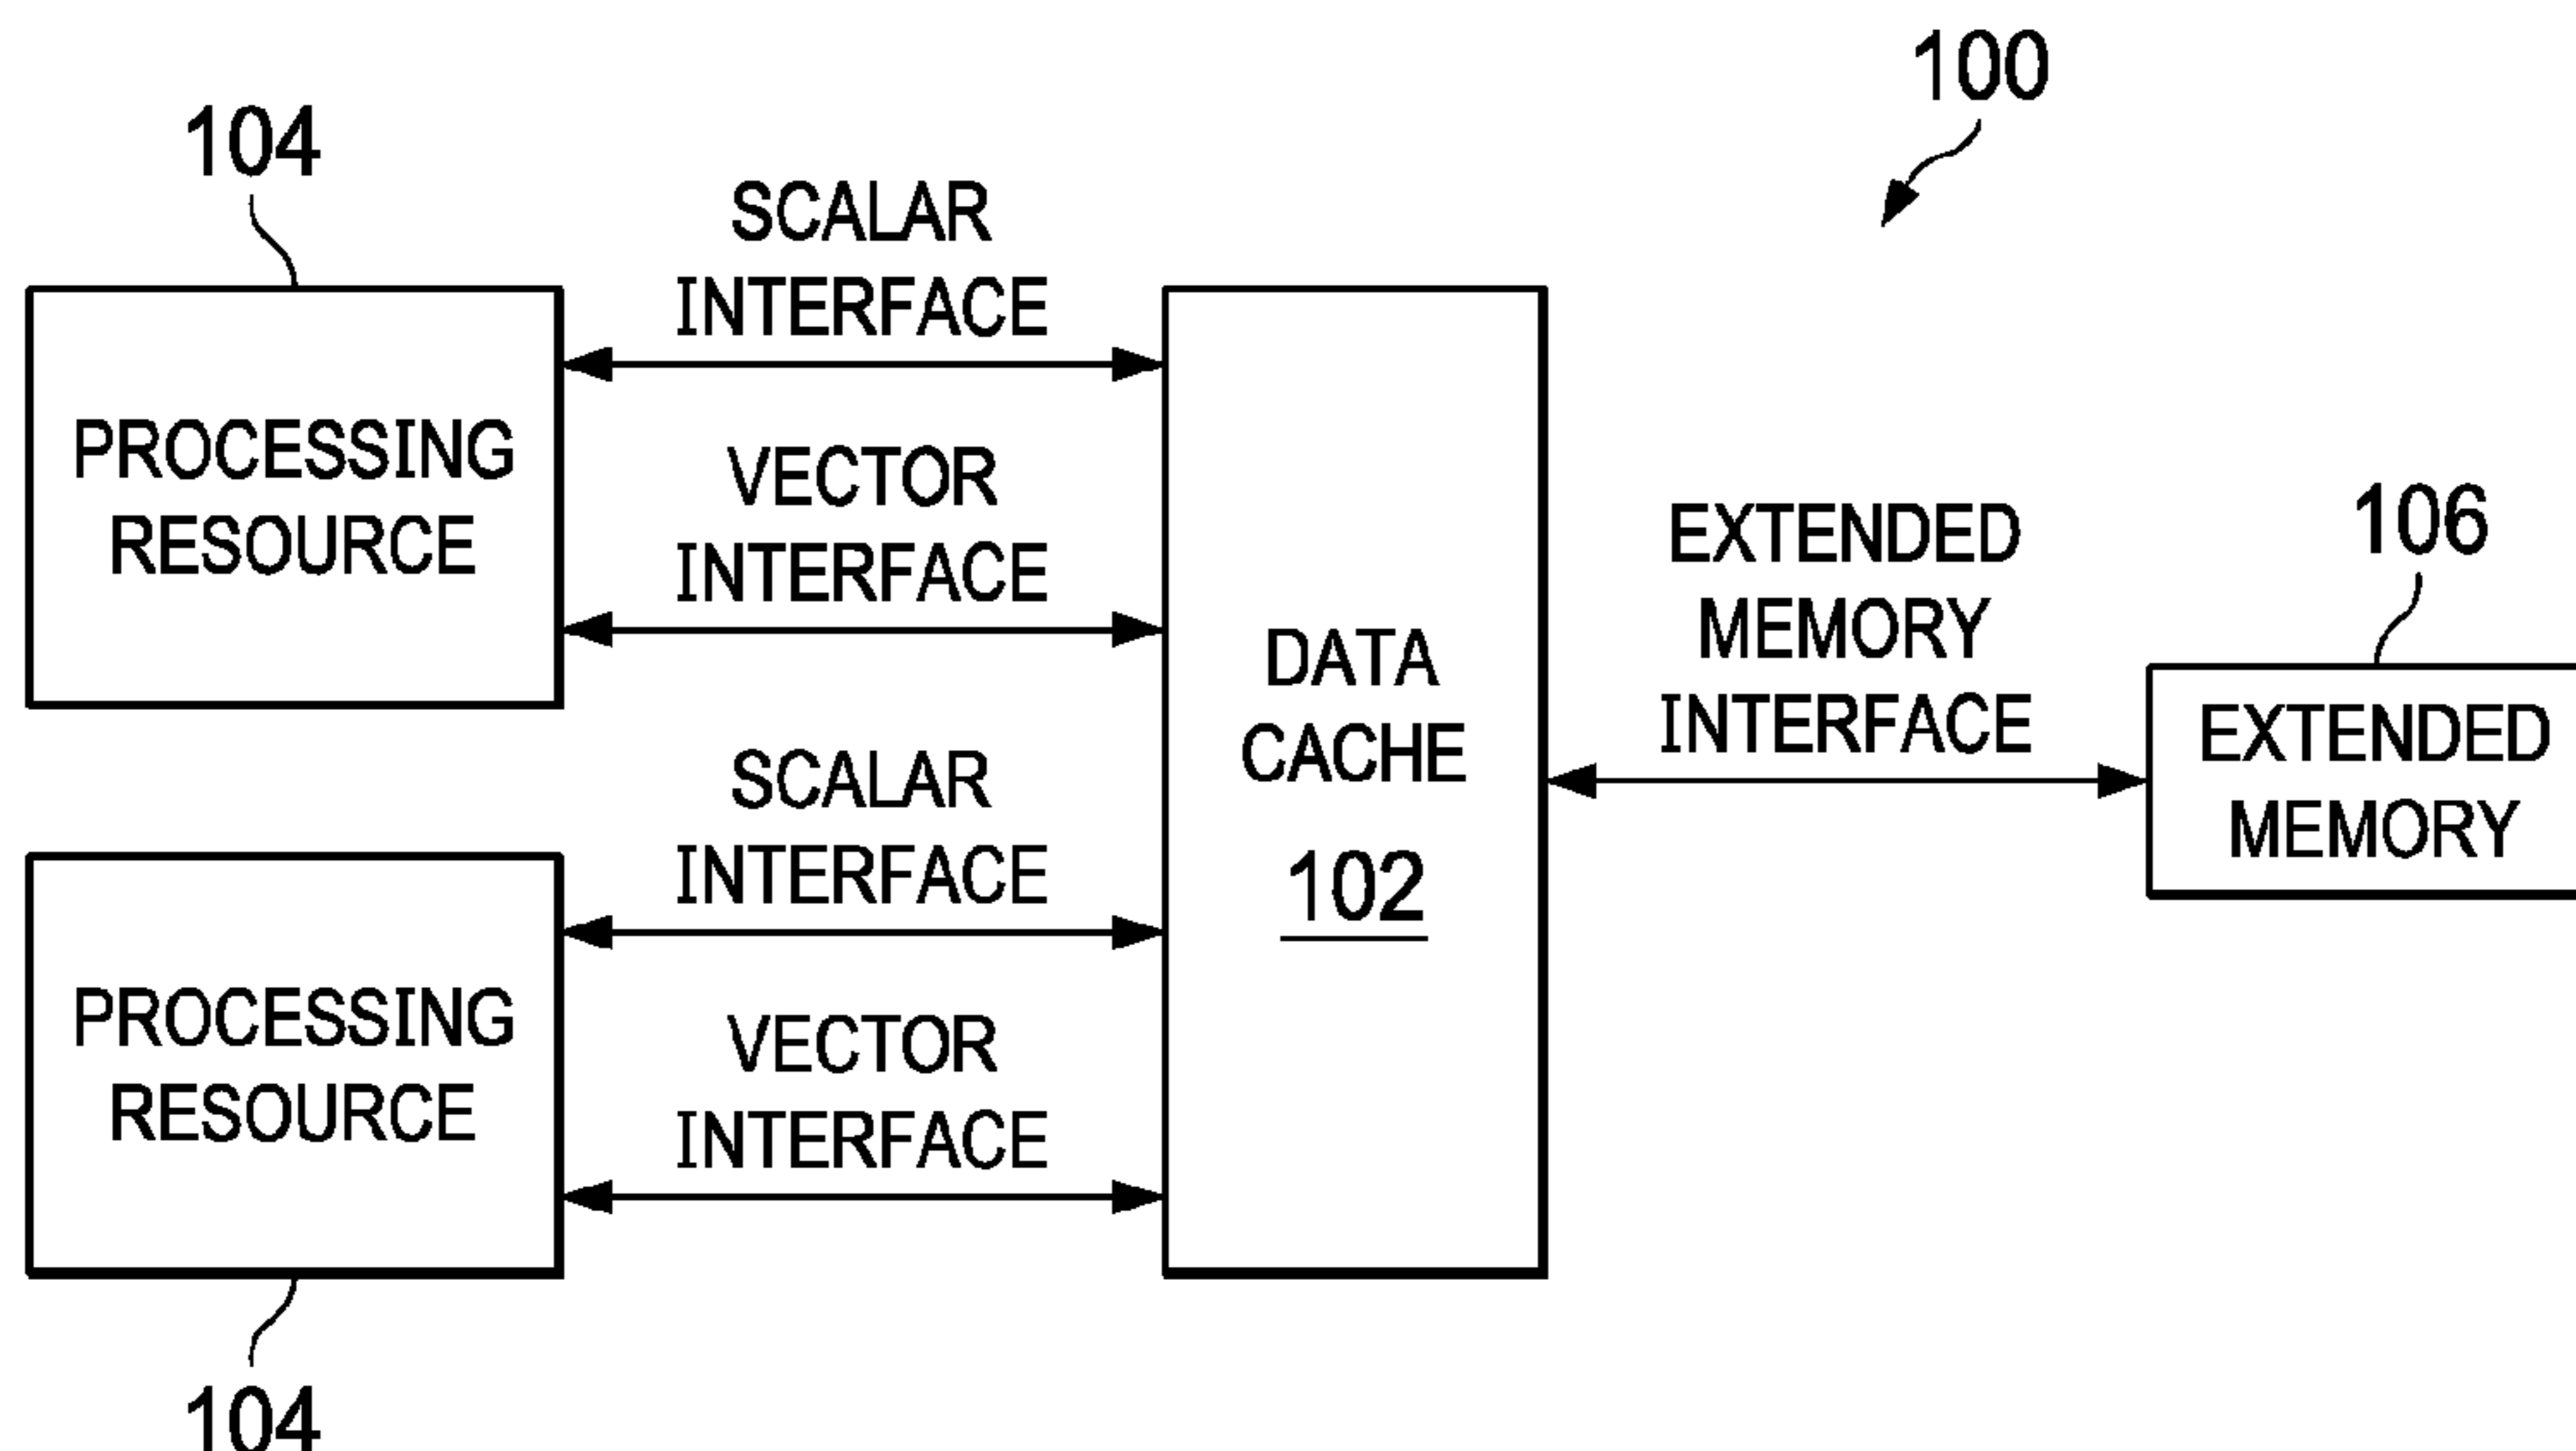 100
104
SCALAR
INTERFACE
PROCESSING
RESOURCE
VECTOR
INTERFACE
SCALAR
INTERFACE
PROCESSING
RESOURCE
VECTOR
INTERFACE
104
DATA
CACHE
102
EXTENDED
MEMORY
INTERFACE
106
EXTENDED
MEMORY